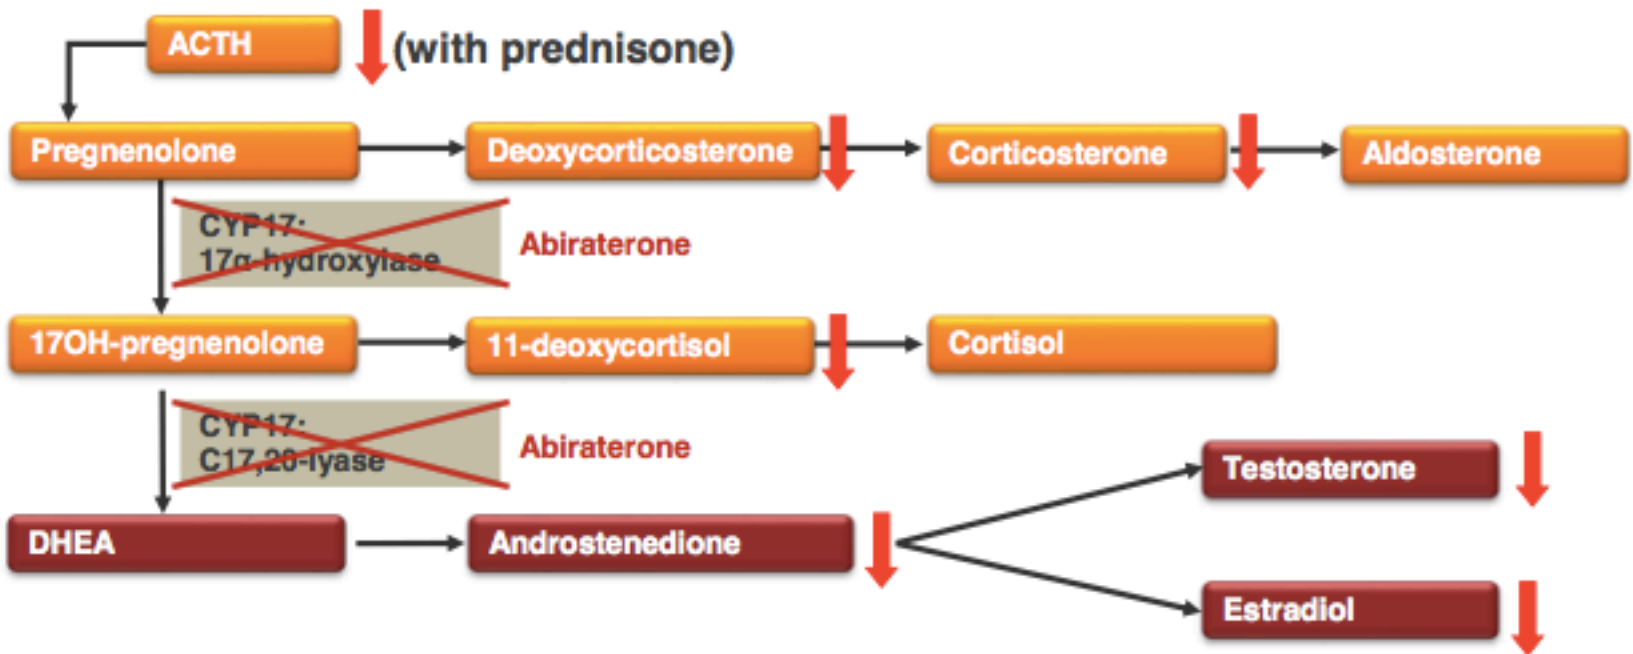 ACTH
(with prednisone)
Pregnenolone
Deoxycorticosterone
Corticosterone
Aldosterone
CYP17:
17α-hydroxylase
Abiraterone
17OH-pregnenolone
11-deoxycortisol
Cortisol
CYP17:
C17,20-lyase
Abiraterone
Testosterone
DHEA
Androstenedione
Estradiol